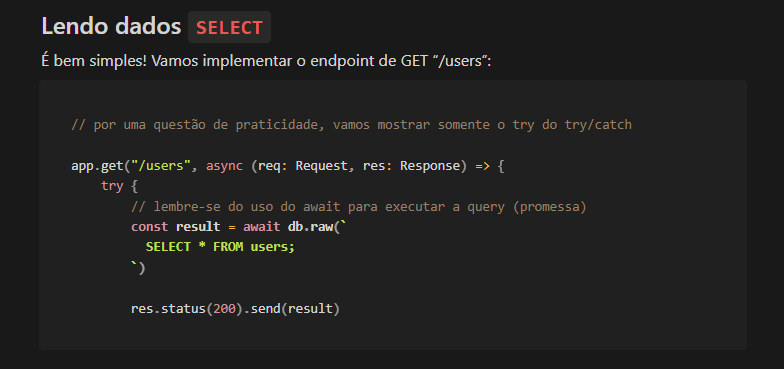 Lendo dados SELECT
É bem simples! Vamos implementar o endpoint de GET “/users“:
// por uma questão de praticidade, vamos mostrar somente o try do try/catch
app.get("/users", async (req: Request, res: Response) => {
    try {
        // lembre-se do uso do await para executar a query (promessa)
        const result = await db.raw(`
          SELECT * FROM users;
        `)
        res.status(200).send(result)